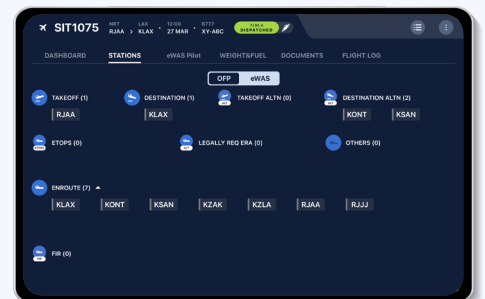 SIT1075
NRT LAX 12:00 B777
RJAA > KLAX 27 MAR XY-ABC
DISPATCHED
DASHBOARD STATIONS eWAS Pilot WEIGHT&FUEL DOCUMENTS FLIGHT LOG
OFP eWAS
TAKEOFF (1) DESTINATION (1) TAKEOFF ALTN (0) DESTINATION ALTN (2)
RJAA KLAX KONT KSAN
ETOPS (0) LEGALLY REQ ERA (0) OTHERS (0)
ENROUTE (7)
KLAX KONT KSAN KZAK KZLA RJAA RJJJ
FIR (0)